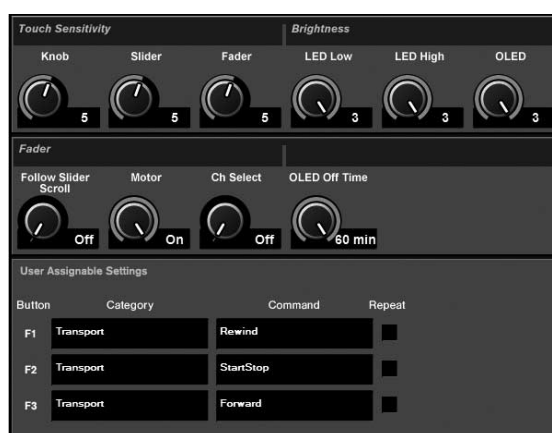 Touch Sensitivity Brightness
Knob Slider Fader LED Low LED High OLED
5 5 5 3 3 3
Fader
Follow Slider Scroll Motor Ch Select OLED Off Time
Off On Off 60 min
User Assignable Settings
Button Category Command Repeat
F1 Transport Rewind
F2 Transport StartStop
F3 Transport Forward